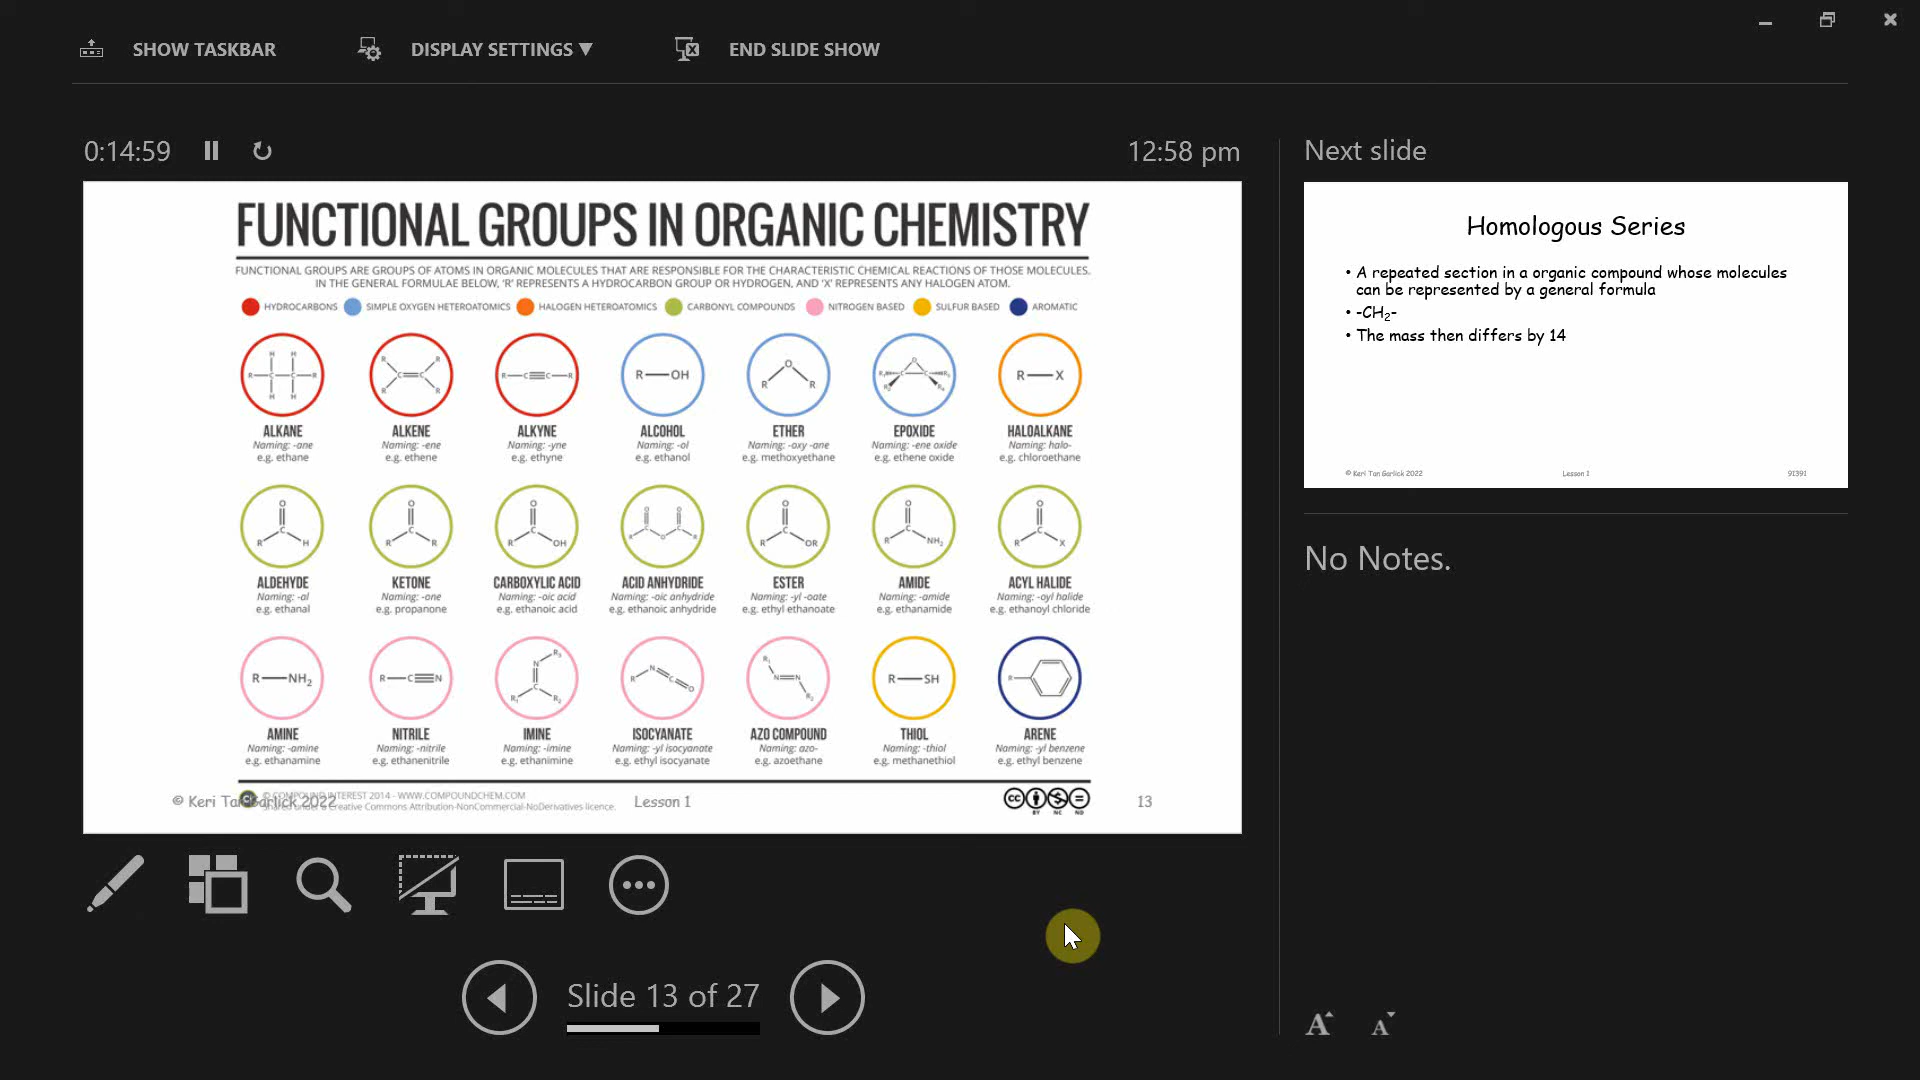 SHOW TASKBAR
DISPLAY SETTINGS ▼
END SLIDE SHOW
0:14:59
12:58 pm
FUNCTIONAL GROUPS IN ORGANIC CHEMISTRY
FUNCTIONAL GROUPS ARE GROUPS OF ATOMS IN ORGANIC MOLECULES THAT ARE RESPONSIBLE FOR THE CHARACTERISTIC CHEMICAL REACTIONS OF THOSE MOLECULES.
IN THE GENERAL FORMULAE BELOW, 'R' REPRESENTS A HYDROCARBON GROUP OR HYDROGEN, AND 'X' REPRESENTS ANY HALOGEN ATOM.
HYDROCARBONS SIMPLE OXYGEN HETEROATOMICS HALOGEN HETEROATOMICS CARBONYL COMPOUNDS NITROGEN BASED SULFUR BASED AROMATIC
ALKANE ALKENE ALKYNE ALCOHOL ETHER EPOXIDE HALOALKANE
Naming: -ane Naming: -ene Naming: -yne Naming: -ol Naming: -oxy -ane Naming: -ene oxide Naming: halo-
e.g. ethane e.g. ethene e.g. ethyne e.g. ethanol e.g. methoxyethane e.g. ethene oxide e.g. chloroethane
ALDEHYDE KETONE CARBOXYLIC ACID ACID ANHYDRIDE ESTER AMIDE ACYL HALIDE
Naming: -al Naming: -one Naming: -oic acid Naming: -oic anhydride Naming: -yl -oate Naming: -amide Naming: -oyl halide
e.g. ethanal e.g. propanone e.g. ethanoic acid e.g. ethanoic anhydride e.g. ethyl ethanoate e.g. ethanamide e.g. ethanoyl chloride
AMINE NITRILE IMINE ISOCYANATE AZO COMPOUND THIOL ARENE
Naming: -amine Naming: -nitrile Naming: -imine Naming: -yl isocyanate Naming: azo- Naming: -thiol Naming: -yl benzene
e.g. ethanamine e.g. ethanenitrile e.g. ethanimine e.g. ethyl isocyanate e.g. azoethane e.g. methanethiol e.g. ethyl benzene
© COMPOUND INTEREST 2014 - WWW.COMPOUNDCHEM.COM
Shared under a Creative Commons Attribution-NonCommercial-NoDerivatives licence.
© Keri Tan Garlick 2022
Lesson 1
13
Slide 13 of 27
Next slide
Homologous Series
• A repeated section in a organic compound whose molecules
can be represented by a general formula
• -CH₂-
• The mass then differs by 14
© Keri Tan Garlick 2022
Lesson 1
91391
No Notes.